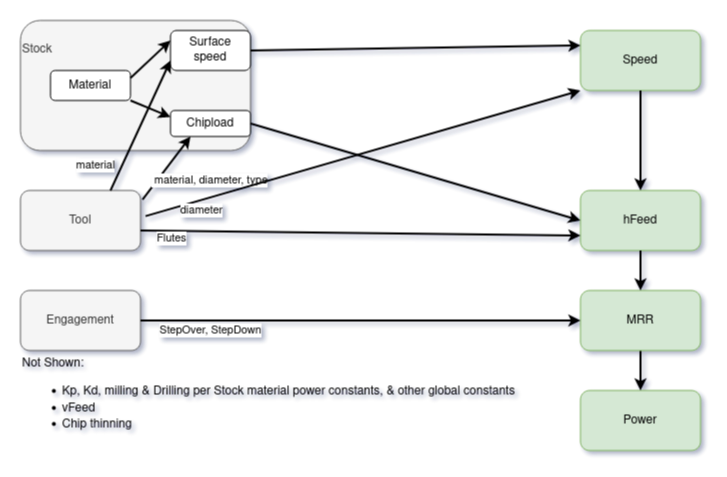 Stock
Surface
speed
Speed
Material
Chipload
material
material, diameter, type
Tool
diameter
hFeed
Flutes
Engagement
StepOver, StepDown
MRR
Not Shown:
• Kp, Kd, milling & Drilling per Stock material power constants, & other global constants
• vFeed
• Chip thinning
Power